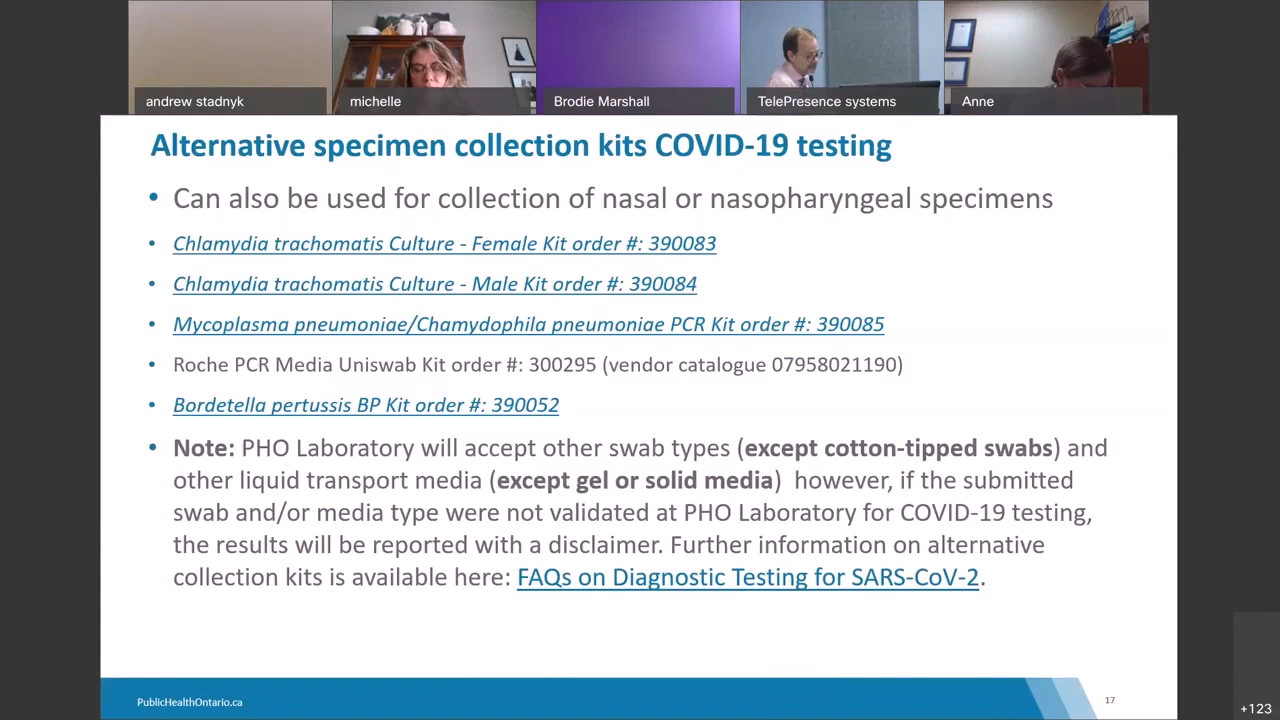 andrew stadnyk
michelle
Brodie Marshall
TelePresence systems
Anne
Alternative specimen collection kits COVID-19 testing
• Can also be used for collection of nasal or nasopharyngeal specimens
• Chlamydia trachomatis Culture - Female Kit order #: 390083
• Chlamydia trachomatis Culture - Male Kit order #: 390084
• Mycoplasma pneumoniae/Chamydophila pneumoniae PCR Kit order #: 390085
• Roche PCR Media Uniswab Kit order #: 300295 (vendor catalogue 07958021190)
• Bordetella pertussis BP Kit order #: 390052
• Note: PHO Laboratory will accept other swab types (except cotton-tipped swabs) and
other liquid transport media (except gel or solid media) however, if the submitted
swab and/or media type were not validated at PHO Laboratory for COVID-19 testing,
the results will be reported with a disclaimer. Further information on alternative
collection kits is available here: FAQs on Diagnostic Testing for SARS-CoV-2.
PublicHealthOntario.ca
17
+123